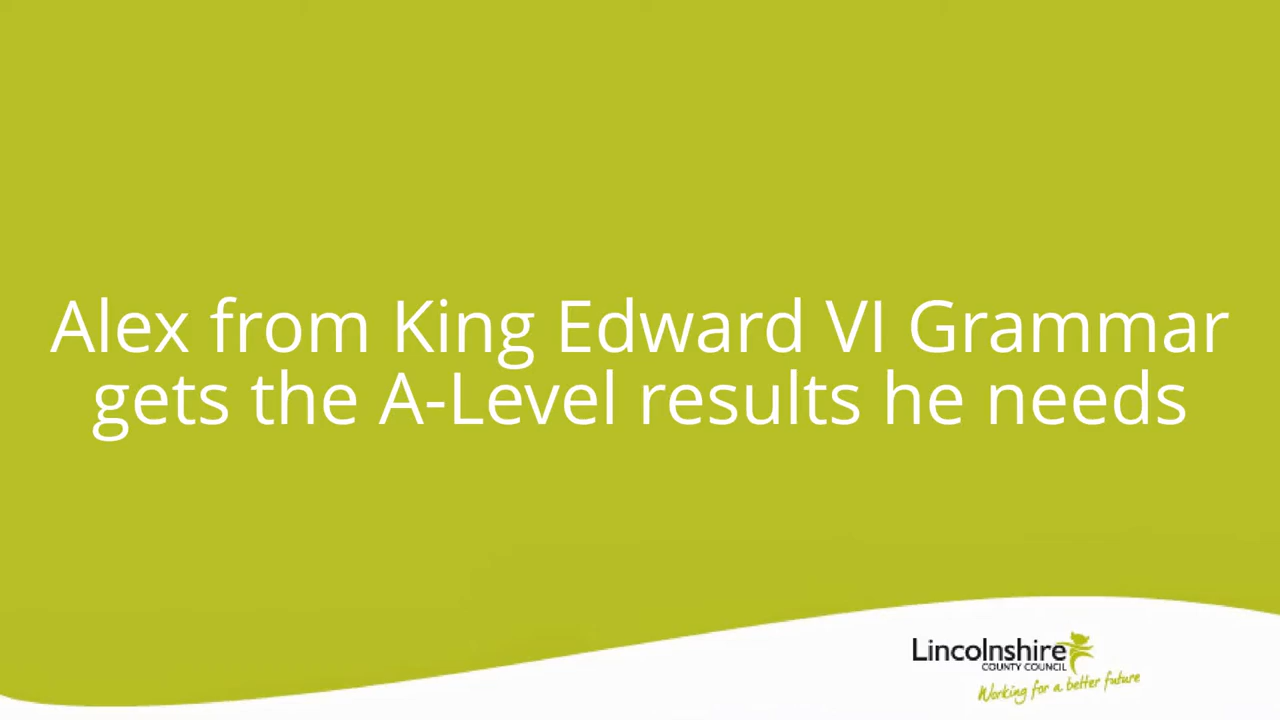 Alex from King Edward VI Grammar
gets the A-Level results he needs
Lincolnshire
COUNTY COUNCIL
Working for a better future